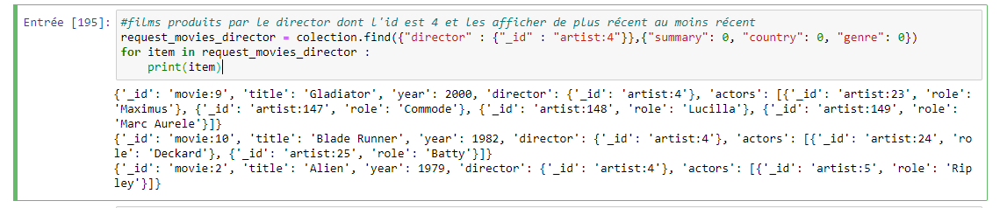 Entrée [195]: #films produits par le director dont l'id est 4 et les afficher de plus récent au moins récent
request_movies_director = colection.find({"director" : {"_id" : "artist:4"}},{"summary": 0, "country": 0, "genre": 0})
for item in request_movies_director :
    print(item)
{'_id': 'movie:9', 'title': 'Gladiator', 'year': 2000, 'director': {'_id': 'artist:4'}, 'actors': [{'_id': 'artist:23', 'role':
'Maximus'}, {'_id': 'artist:147', 'role': 'Commode'}, {'_id': 'artist:148', 'role': 'Lucilla'}, {'_id': 'artist:149', 'role':
'Marc Aurele'}]}
{'_id': 'movie:10', 'title': 'Blade Runner', 'year': 1982, 'director': {'_id': 'artist:4'}, 'actors': [{'_id': 'artist:24', 'ro
le': 'Deckard'}, {'_id': 'artist:25', 'role': 'Batty'}]}
{'_id': 'movie:2', 'title': 'Alien', 'year': 1979, 'director': {'_id': 'artist:4'}, 'actors': [{'_id': 'artist:5', 'role': 'Rip
ley'}]}